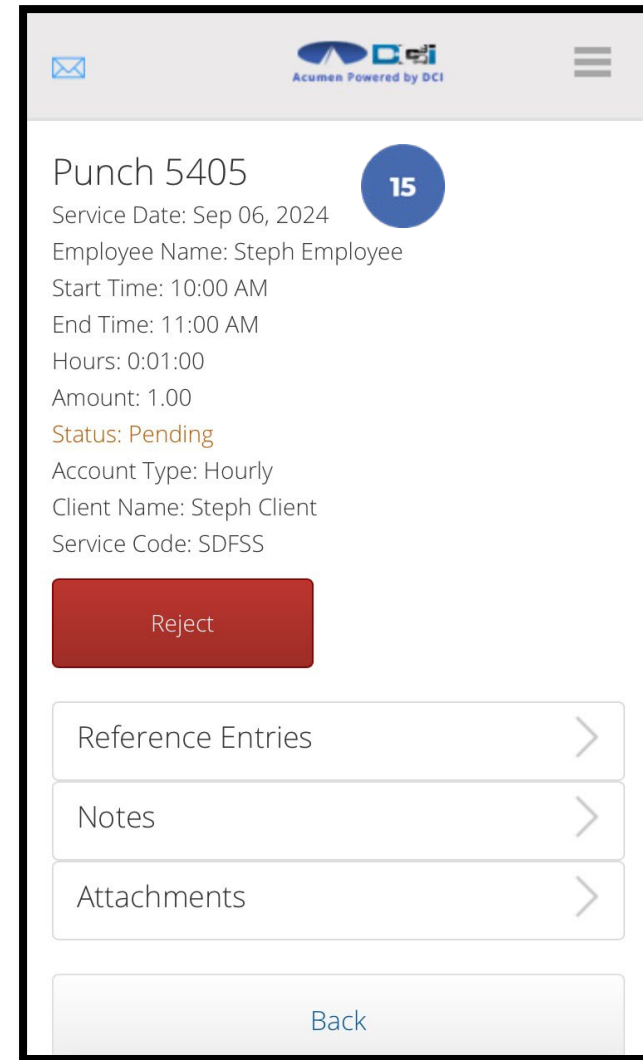 DCI
Acumen Powered by DCI
Punch 5405
15
Service Date: Sep 06, 2024
Employee Name: Steph Employee
Start Time: 10:00 AM
End Time: 11:00 AM
Hours: 0:01:00
Amount: 1.00
Status: Pending
Account Type: Hourly
Client Name: Steph Client
Service Code: SDFSS
Reject
Reference Entries
Notes
Attachments
Back